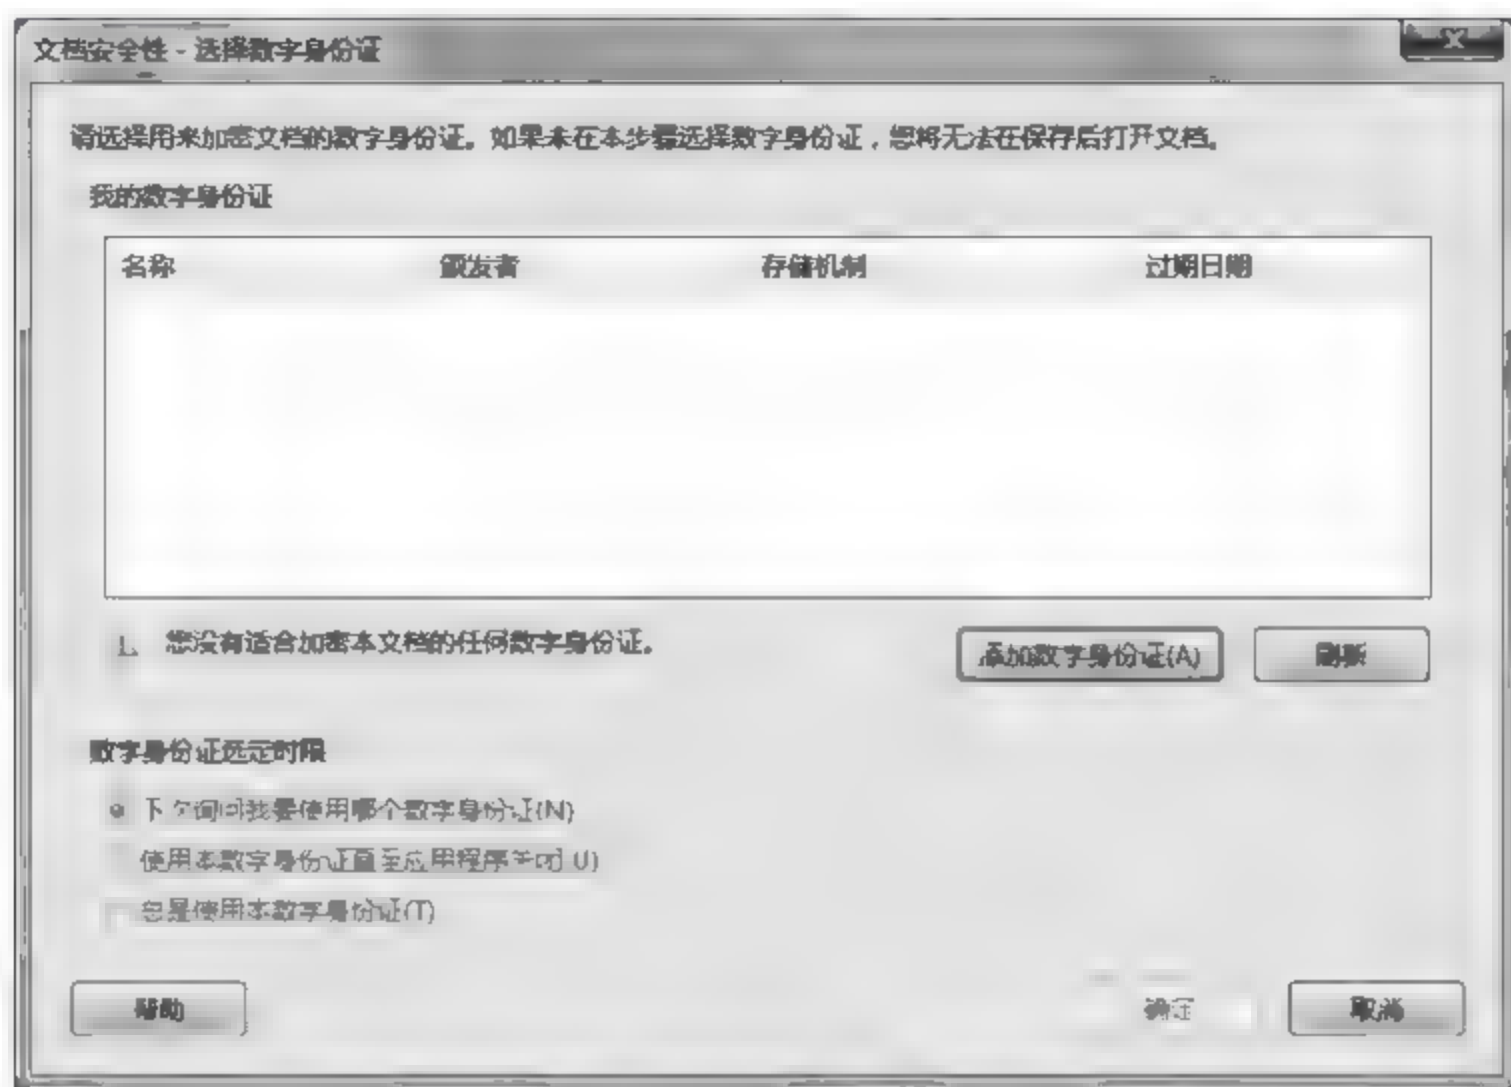 文档安全性 - 选择数字身份证
请选择用来加密文档的数字身份证。如果未在本步骤选择数字身份证，您将无法在保存后打开文档。
我的数字身份证
名称 颁发者 存储机制 过期日期
您没有适合加密本文档的任何数字身份证。 添加数字身份证(A) 刷新
数字身份证选定时限
下次询问我要使用哪个数字身份证(N)
使用本数字身份证直至应用程序关闭(U)
总是使用本数字身份证(T)
帮助 确定 取消